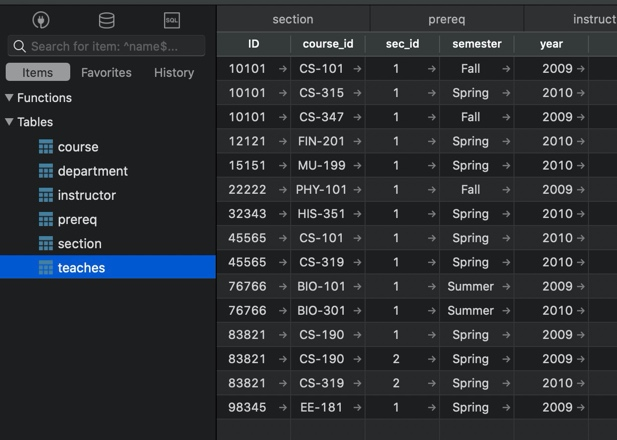 SQL
section prereq instruct
Search for item: ^name$...
Items Favorites History
Functions
Tables
course
department
instructor
prereq
section
teaches
ID course_id sec_id semester year
10101 CS-101 1 Fall 2009
10101 CS-315 1 Spring 2010
10101 CS-347 1 Fall 2009
12121 FIN-201 1 Spring 2010
15151 MU-199 1 Spring 2010
22222 PHY-101 1 Fall 2009
32343 HIS-351 1 Spring 2010
45565 CS-101 1 Spring 2010
45565 CS-319 1 Spring 2010
76766 BIO-101 1 Summer 2009
76766 BIO-301 1 Summer 2010
83821 CS-190 1 Spring 2009
83821 CS-190 2 Spring 2009
83821 CS-319 2 Spring 2010
98345 EE-181 1 Spring 2009